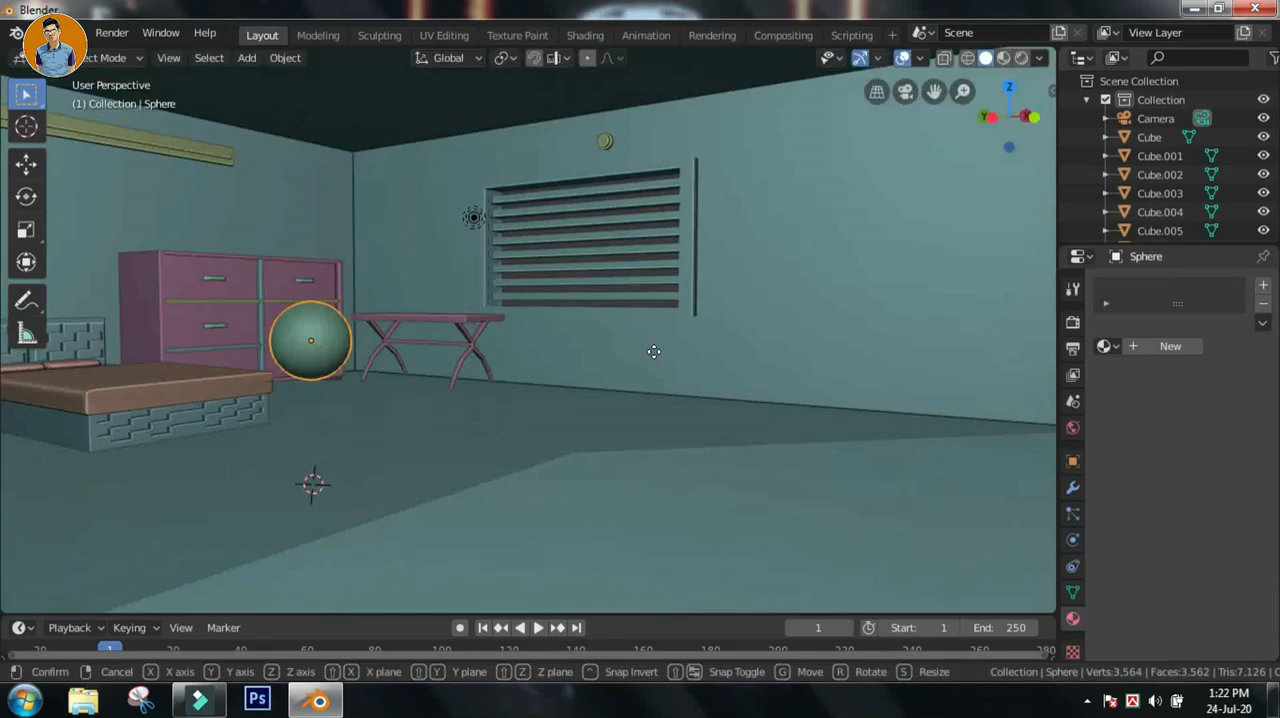 Blender
Render Window Help Layout Modeling Sculpting UV Editing Texture Paint Shading Animation Rendering Compositing Scripting + Scene View Layer
ect Mode View Select Add Object Global
User Perspective
(1) Collection | Sphere
Z
Y
X
Scene Collection
Collection
Camera
Cube
Cube.001
Cube.002
Cube.003
Cube.004
Cube.005
Sphere
+ New
Playback Keying View Marker 1 Start: 1 End: 250
-20 1 20 40 60 80 100 120 140 160 180 200 220 240 260 280
Confirm Cancel X X axis Y Y axis Z Z axis X X plane Y Y plane Z Z plane ^ Snap Invert Snap Toggle G Move R Rotate S Resize Collection | Sphere | Verts:3,564 | Faces:3,562 | Tris:7,126 | 0
Ps
1:22 PM
24-Jul-20